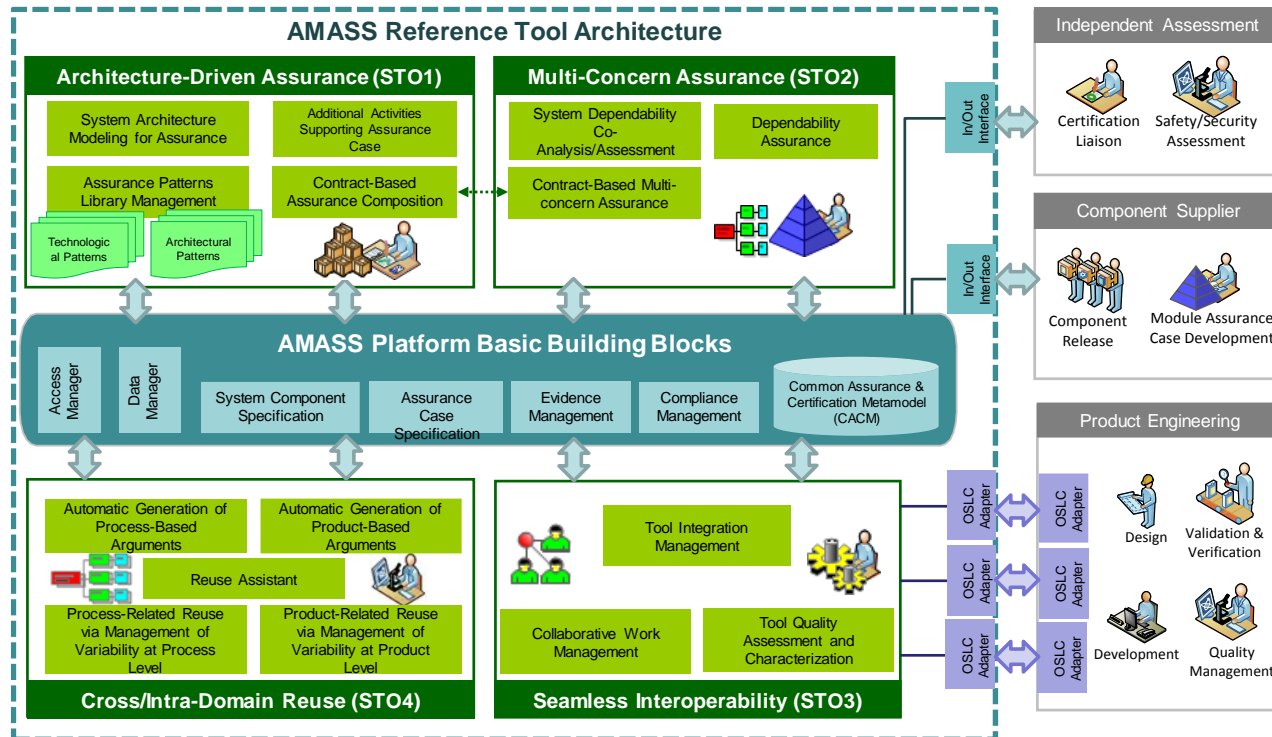 AMASS Reference Tool Architecture
Architecture-Driven Assurance (STO1)
System Architecture
Modeling for Assurance
Additional Activities
Supporting Assurance
Case
Assurance Patterns
Library Management
Contract-Based
Assurance Composition
Technologic
al Patterns
Architectural
Patterns
Multi-Concern Assurance (STO2)
System Dependability
Co-
Analysis/Assessment
Dependability
Assurance
Contract-Based Multi-
concern Assurance
In/Out
Interface
In/Out
Interface
Independent Assessment
Certification
Liaison
Safety/Security
Assessment
Component Supplier
Component
Release
Module Assurance
Case Development
AMASS Platform Basic Building Blocks
Access
Manager
Data
Manager
System Component
Specification
Assurance
Case
Specification
Evidence
Management
Compliance
Management
Common Assurance &
Certification Metamodel
(CACM)
Automatic Generation of
Process-Based
Arguments
Automatic Generation of
Product-Based
Arguments
Reuse Assistant
Process-Related Reuse
via Management of
Variability at Process
Level
Product-Related Reuse
via Management of
Variability at Product
Level
Cross/Intra-Domain Reuse (STO4)
Tool Integration
Management
Collaborative Work
Management
Tool Quality
Assessment and
Characterization
Seamless Interoperability (STO3)
OSLC
Adapter
OSLC
Adapter
OSLC
Adapter
OSLC
Adapter
OSLC
Adapter
OSLC
Adapter
Product Engineering
Design
Validation &
Verification
Development
Quality
Management